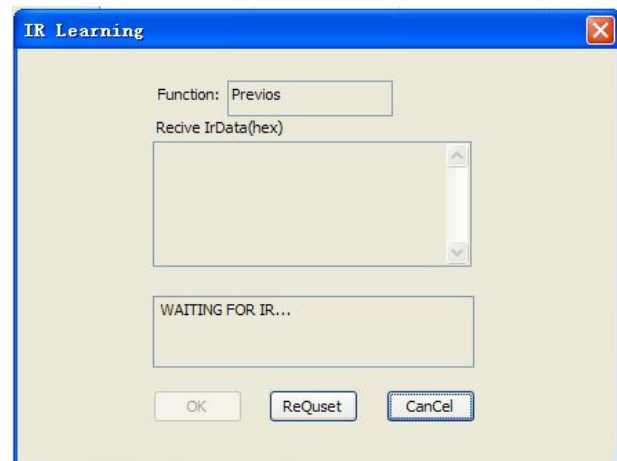 IR Learning
Function: Previos
Recive IrData(hex)
WAITING FOR IR...
OK ReQuset CanCel